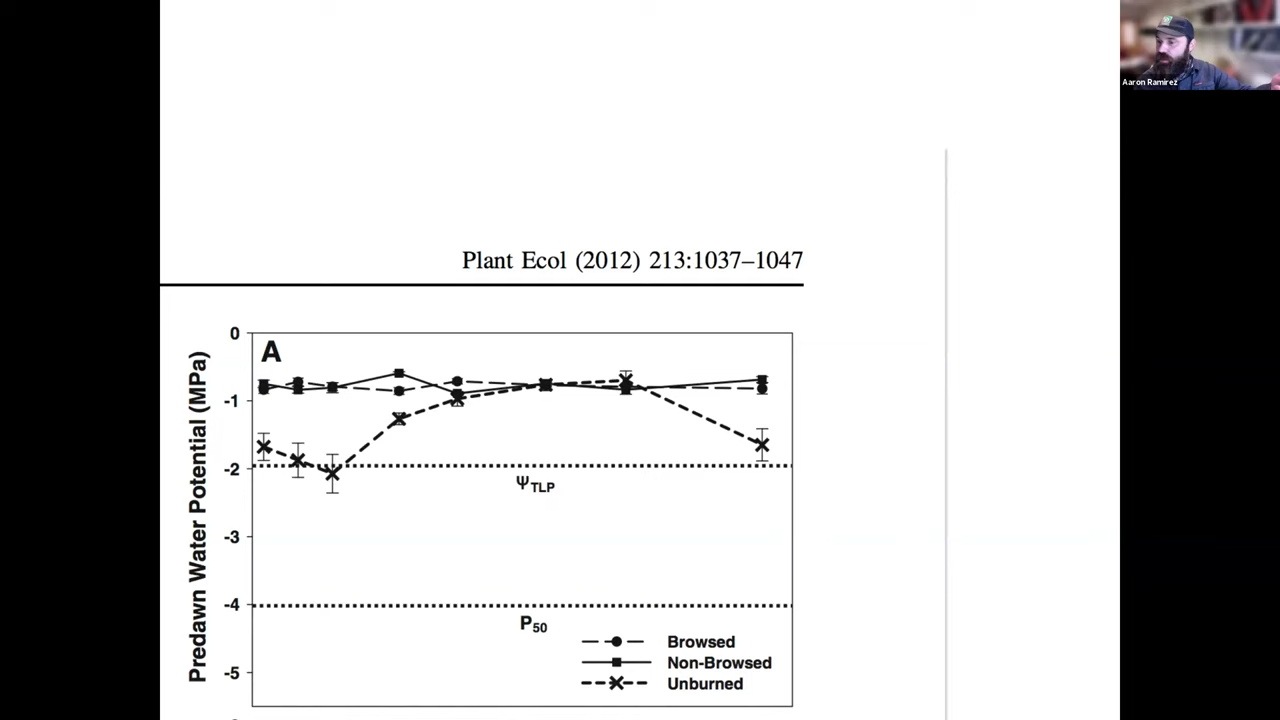 Aaron Ramirez
Plant Ecol (2012) 213:1037–1047
A
Predawn Water Potential (MPa)
0
-1
-2
-3
-4
-5
ΨTLP
P50
Browsed
Non-Browsed
Unburned